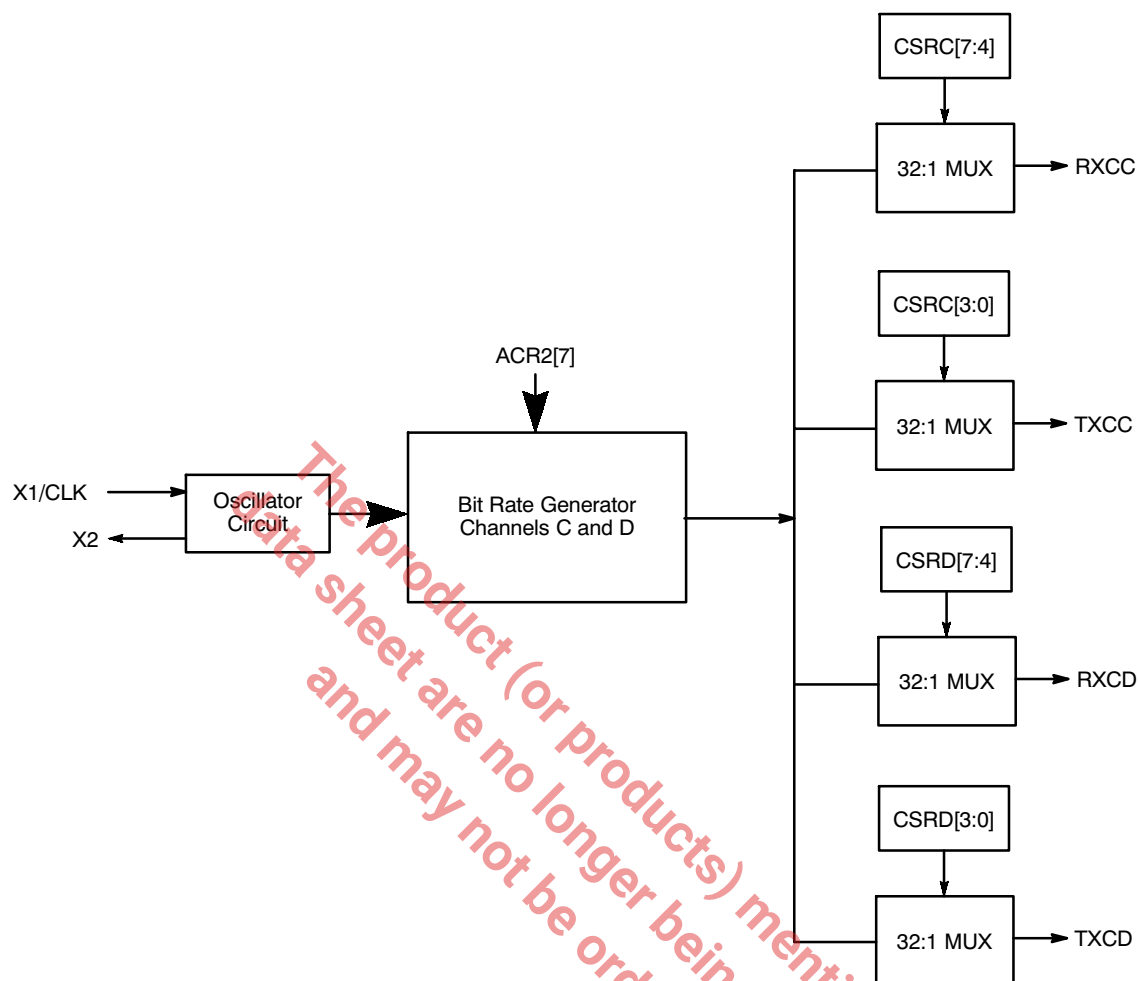 CSRC[7:4]
32:1 MUX
RXCC
CSRC[3:0]
32:1 MUX
TXCC
ACR2[7]
X1/CLK
X2
Oscillator
Circuit
Bit Rate Generator
Channels C and D
CSRD[7:4]
32:1 MUX
RXCD
CSRD[3:0]
32:1 MUX
TXCD
The product (or products) menti
data sheet are no longer bein
and may not be ord